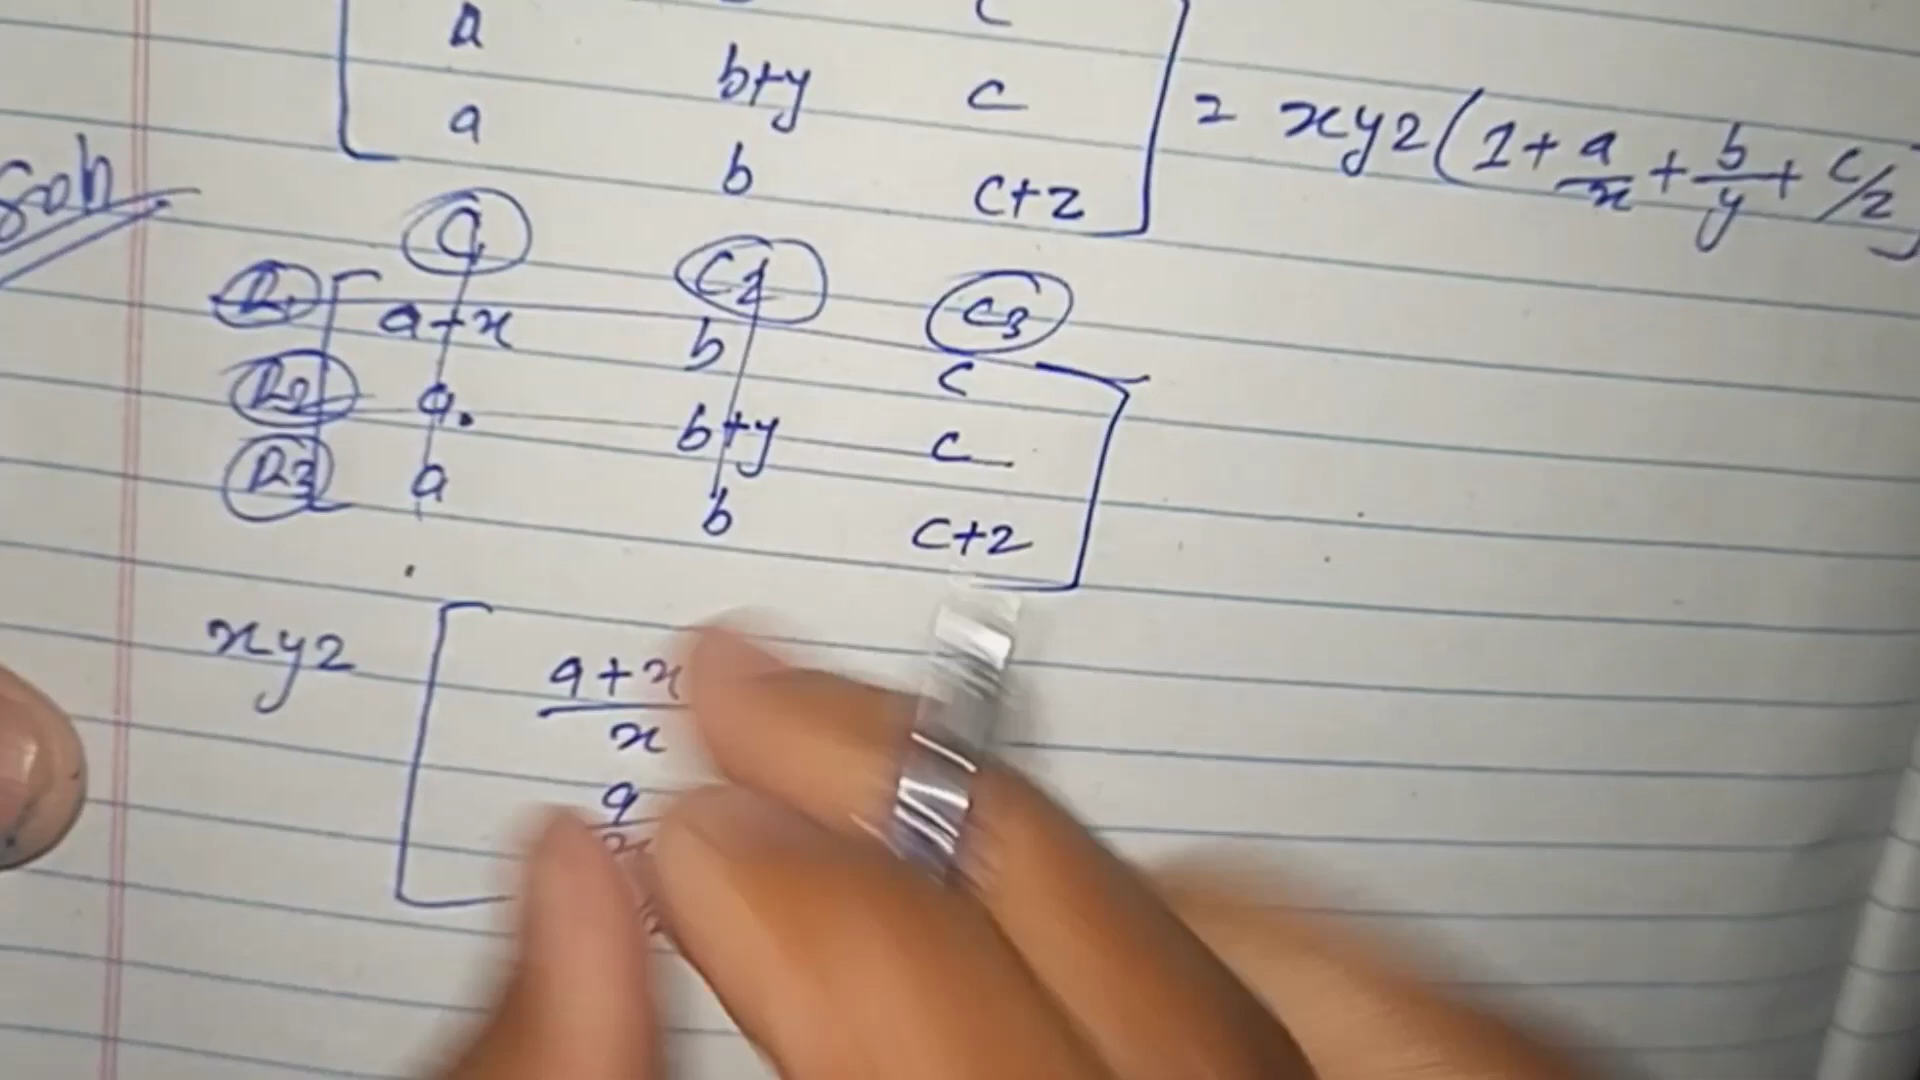 a c
a b+y c
a b c+z = xyz(1+a/x+b/y+c/z)
Soln
C1 C2 C3
R1 a+x b c
R2 a b+y c
R3 a b c+z
xyz a+x
x
a
x